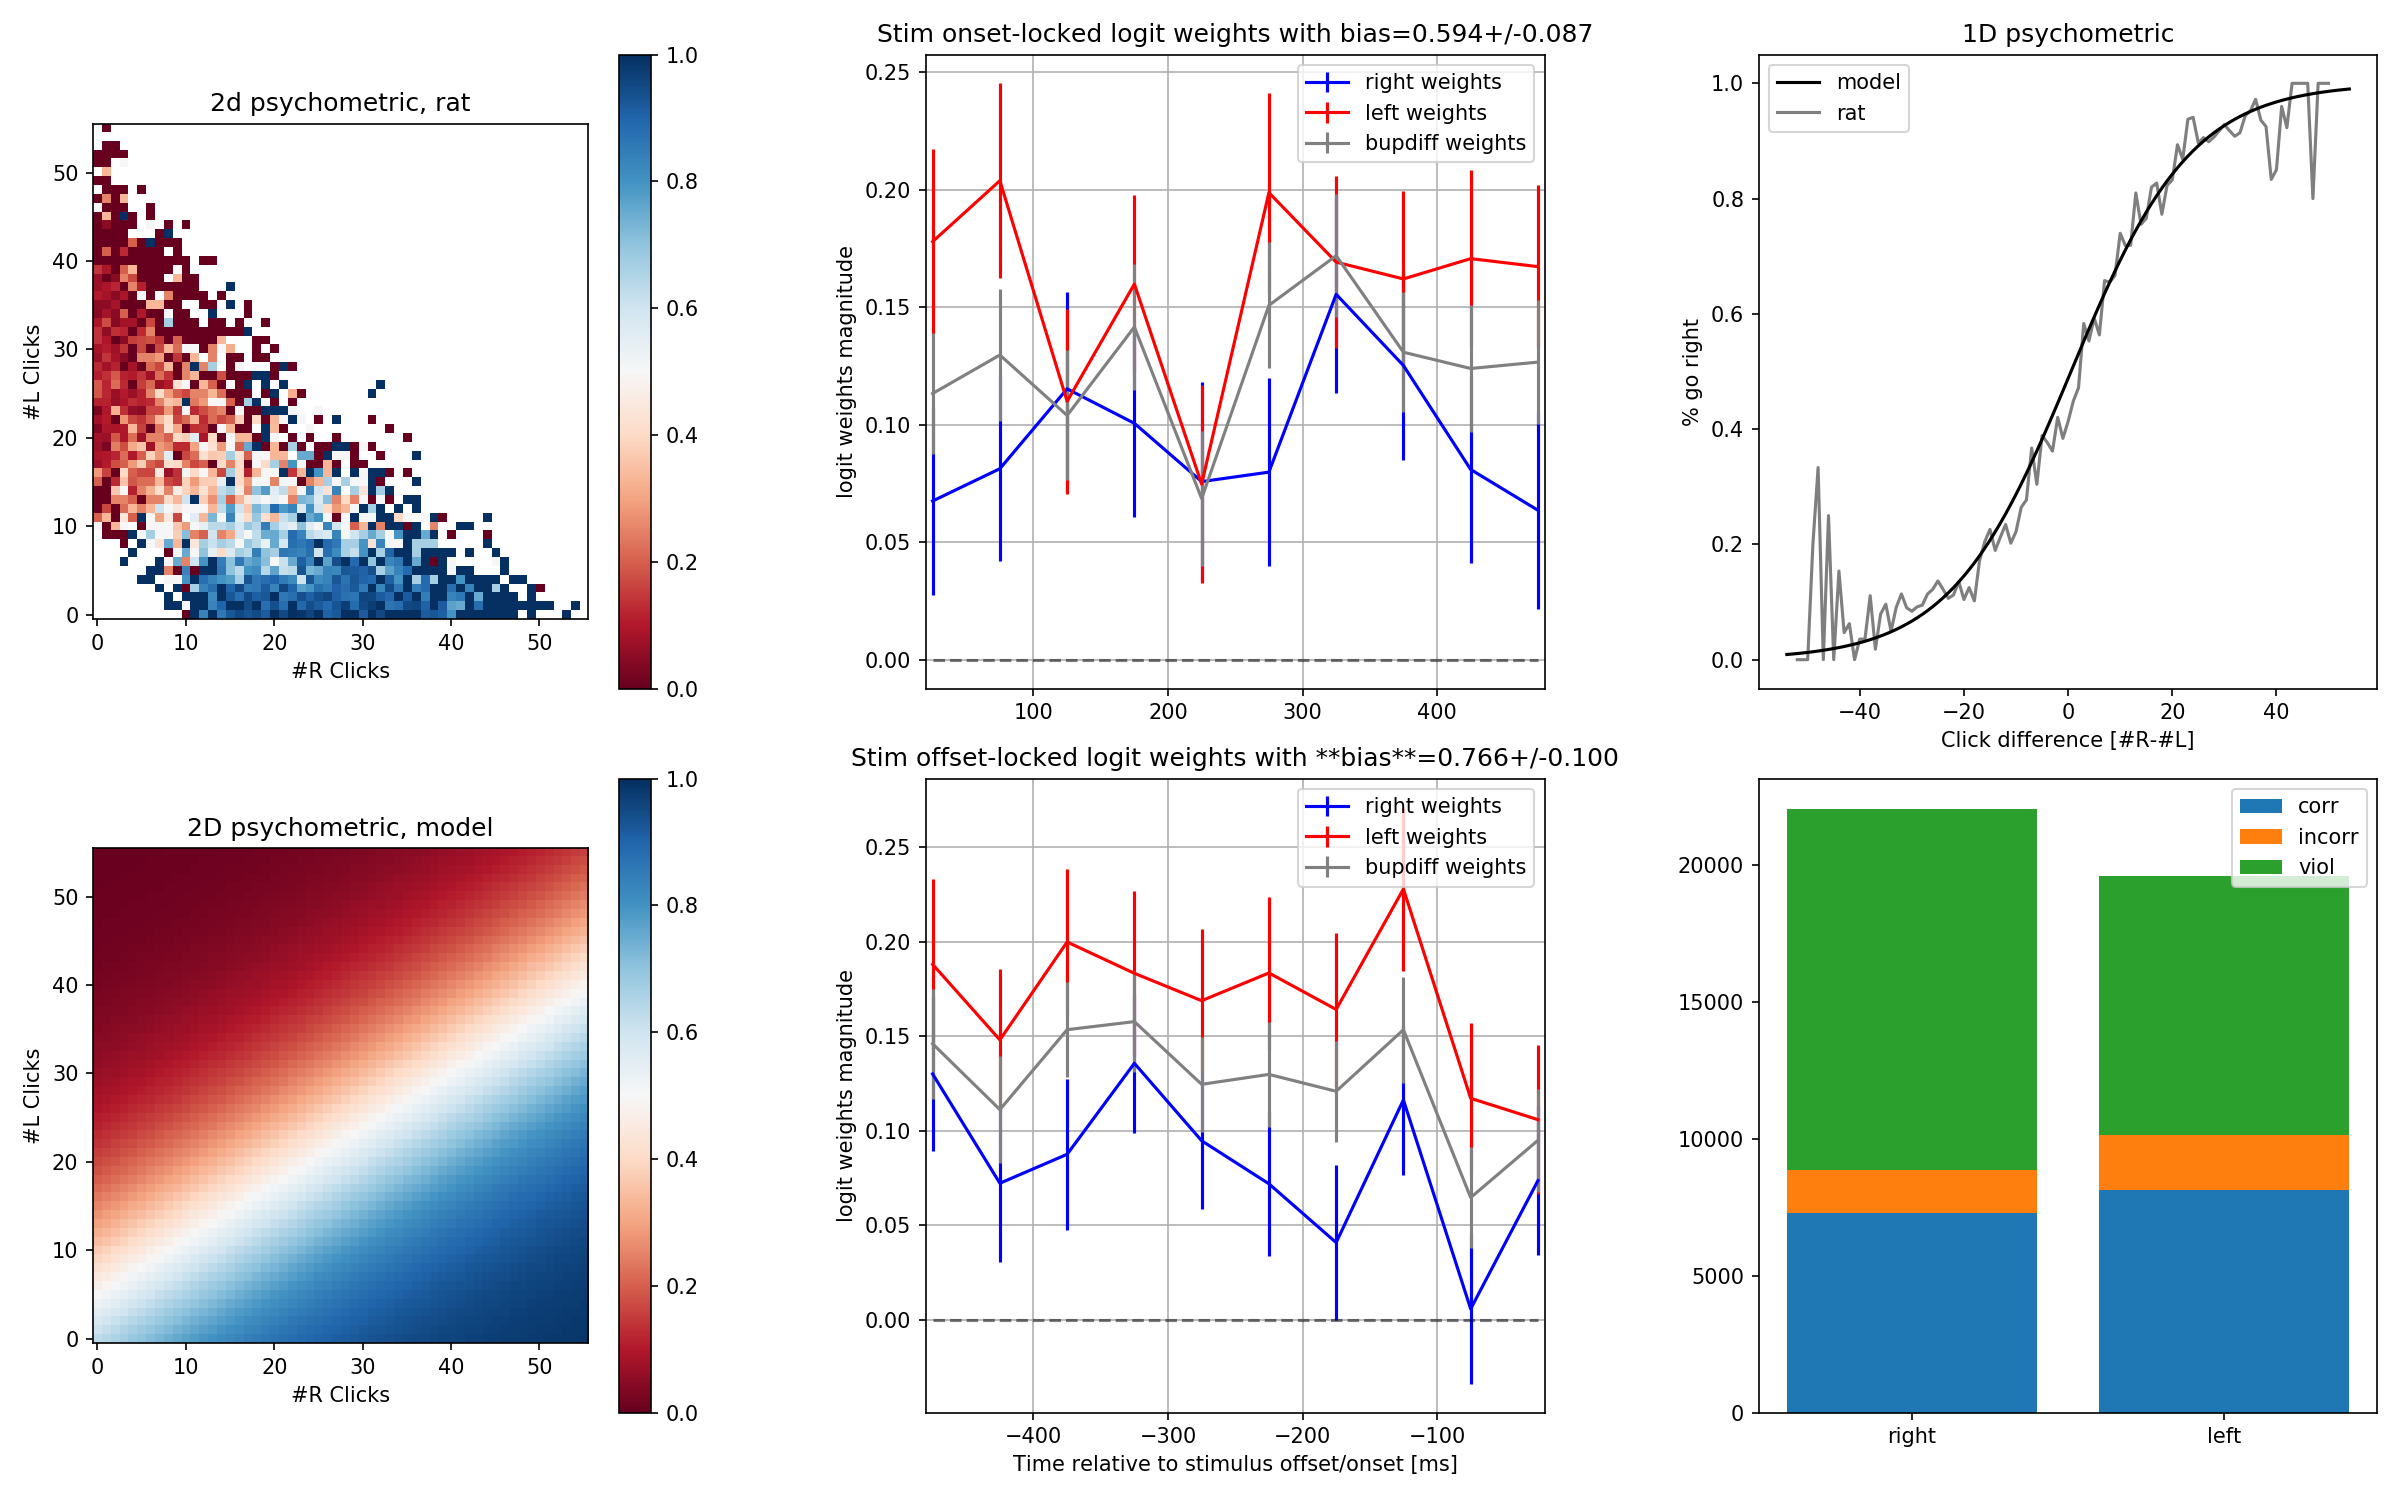 2d psychometric, rat
#L Clicks
50
40
30
20
10
0
0 10 20 30 40 50
#R Clicks
1.0
0.8
0.6
0.4
0.2
0.0
Stim onset-locked logit weights with bias=0.594+/-0.087
logit weights magnitude
0.25
0.20
0.15
0.10
0.05
0.00
right weights
left weights
bupdiff weights
100 200 300 400
1D psychometric
% go right
1.0
0.8
0.6
0.4
0.2
0.0
model
rat
−40 −20 0 20 40
Click difference [#R-#L]
2D psychometric, model
#L Clicks
50
40
30
20
10
0
0 10 20 30 40 50
#R Clicks
1.0
0.8
0.6
0.4
0.2
0.0
Stim offset-locked logit weights with **bias**=0.766+/-0.100
logit weights magnitude
0.25
0.20
0.15
0.10
0.05
0.00
right weights
left weights
bupdiff weights
−400 −300 −200 −100
Time relative to stimulus offset/onset [ms]
20000
15000
10000
5000
0
corr
incorr
viol
right left